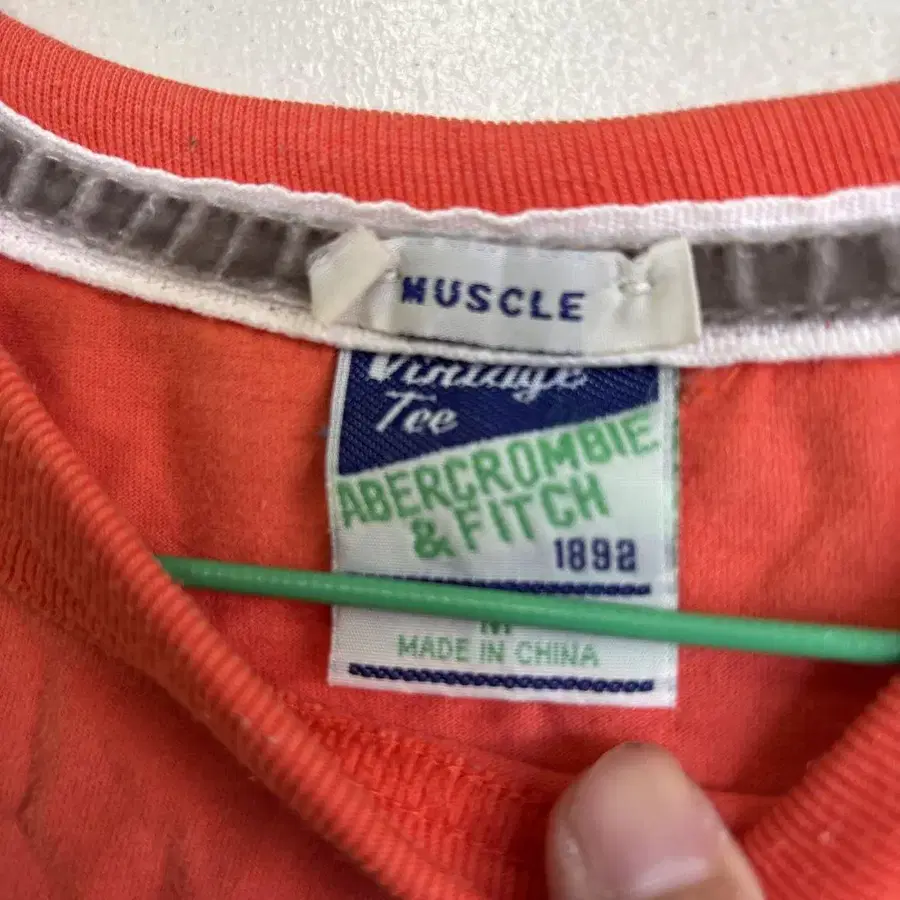 MUSCLE
Vintage
Tee
ABERCROMBIE
& FITCH
1892
MADE IN CHINA